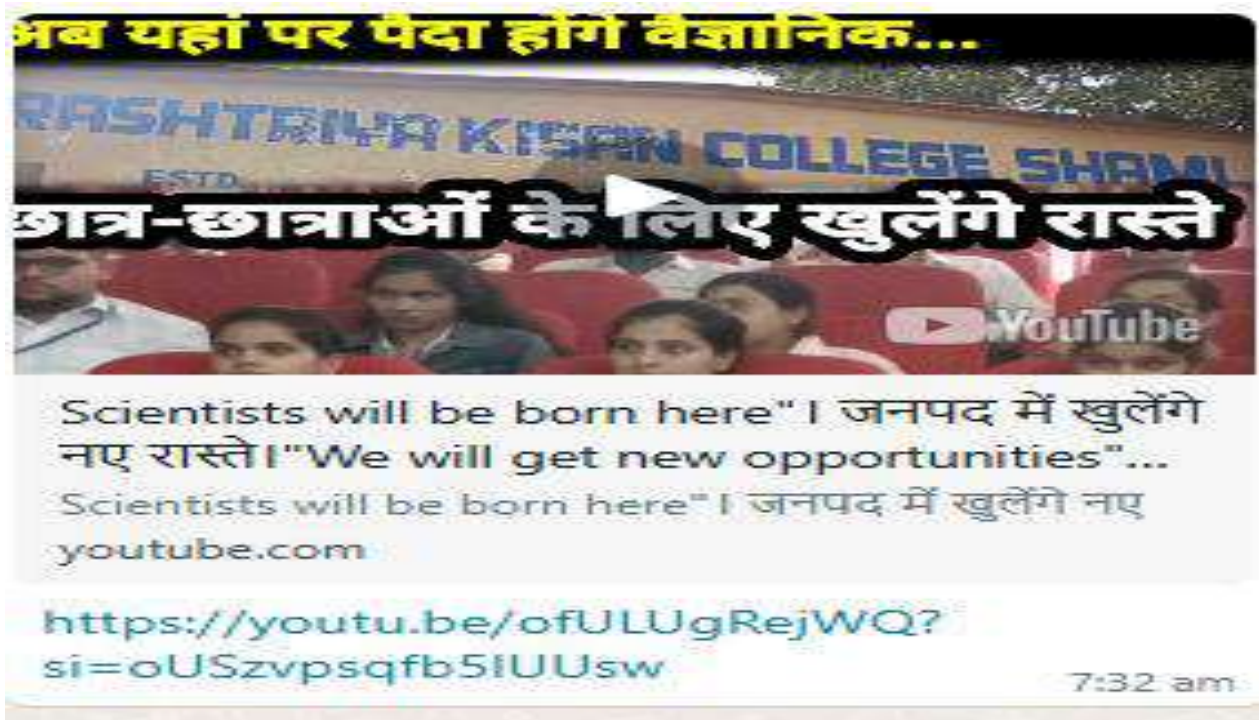 अब यहां पर पैदा होंगे वैज्ञानिक...
RASHTRIYA KISAN COLLEGE SHAMLI
ESTD.
छात्र-छात्राओं के लिए खुलेंगे रास्ते
YouTube
Scientists will be born here"। जनपद में खुलेंगे
नए रास्ते।"We will get new opportunities"...
Scientists will be born here"। जनपद में खुलेंगे नए
youtube.com
https://youtu.be/ofULUgRejWQ?
si=oUSzvpsqfb5IUUsw
7:32 am